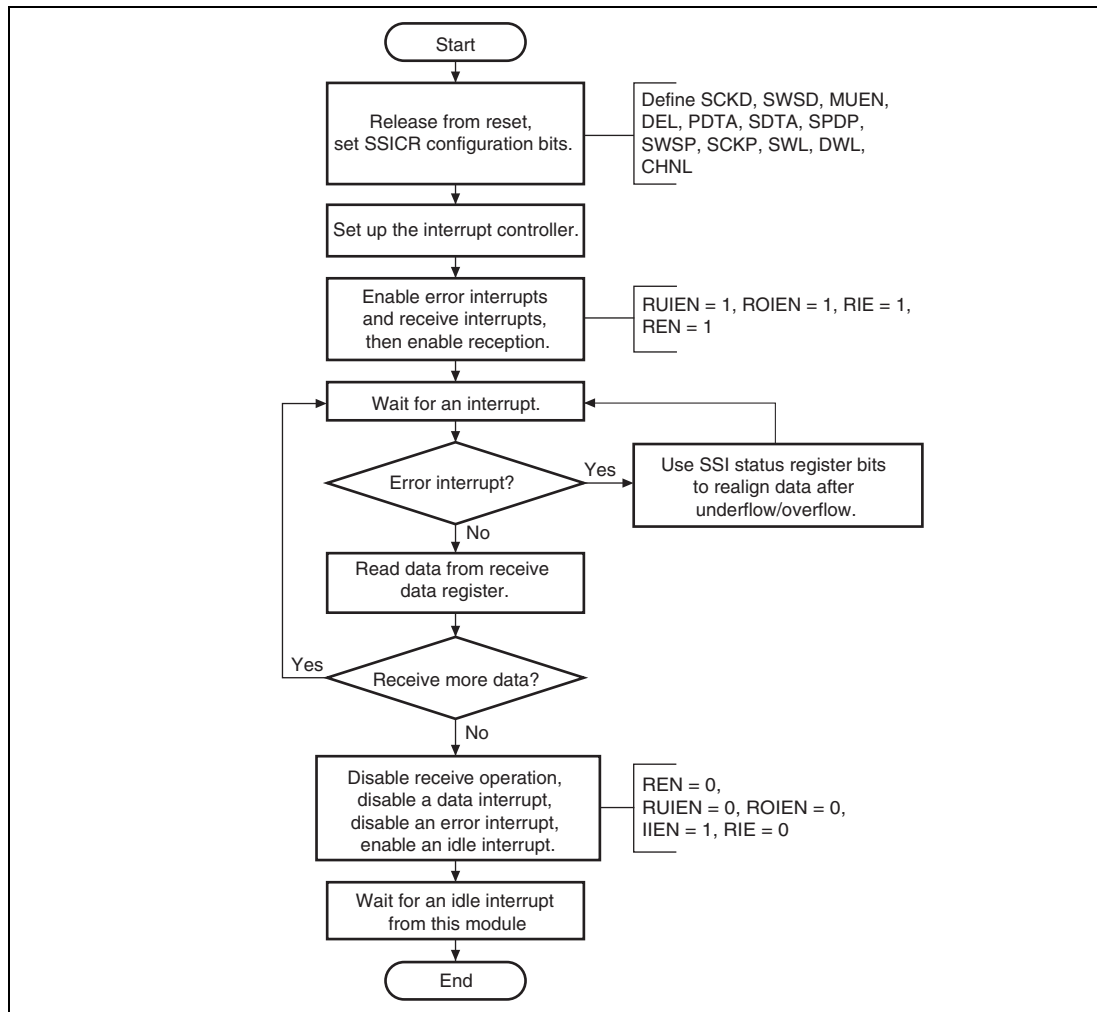 Start
Release from reset,
set SSICR configuration bits.
Define SCKD, SWSD, MUEN,
DEL, PDTA, SDTA, SPDP,
SWSP, SCKP, SWL, DWL,
CHNL
Set up the interrupt controller.
Enable error interrupts
and receive interrupts,
then enable reception.
RUIEN = 1, ROIEN = 1, RIE = 1,
REN = 1
Wait for an interrupt.
Error interrupt?
Yes
Use SSI status register bits
to realign data after
underflow/overflow.
No
Read data from receive
data register.
Yes
Receive more data?
No
Disable receive operation,
disable a data interrupt,
disable an error interrupt,
enable an idle interrupt.
REN = 0,
RUIEN = 0, ROIEN = 0,
IIEN = 1, RIE = 0
Wait for an idle interrupt
from this module
End